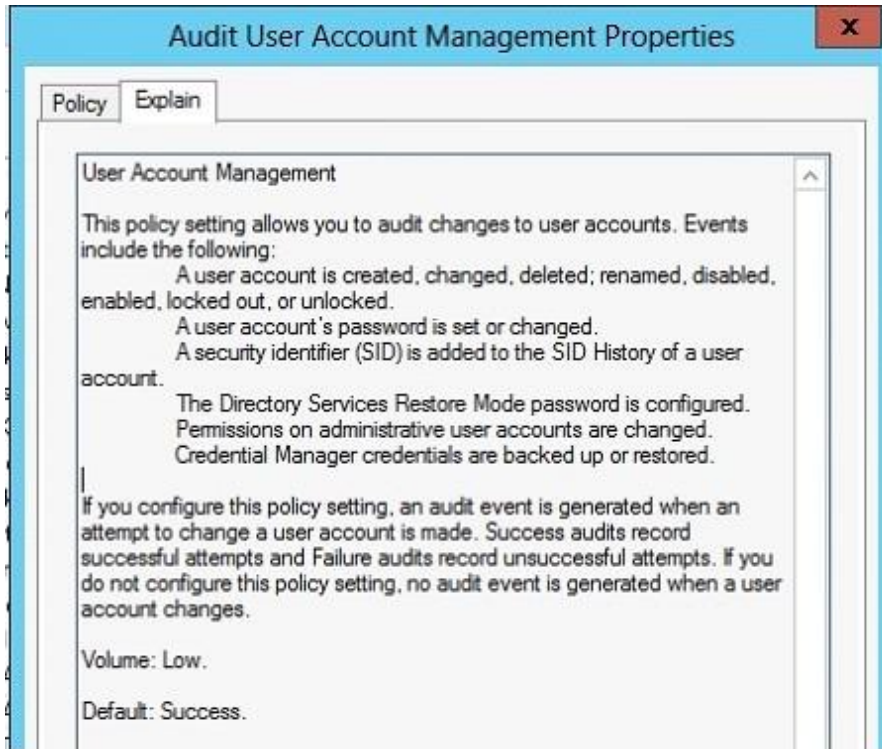 Audit User Account Management Properties
x
Policy
Explain
User Account Management
This policy setting allows you to audit changes to user accounts. Events
include the following:
A user account is created, changed, deleted; renamed, disabled,
enabled, locked out, or unlocked.
A user account's password is set or changed.
A security identifier (SID) is added to the SID History of a user
account.
The Directory Services Restore Mode password is configured.
Permissions on administrative user accounts are changed.
Credential Manager credentials are backed up or restored.
If you configure this policy setting, an audit event is generated when an
attempt to change a user account is made. Success audits record
successful attempts and Failure audits record unsuccessful attempts. If you
do not configure this policy setting, no audit event is generated when a user
account changes.
Volume: Low.
Default: Success.